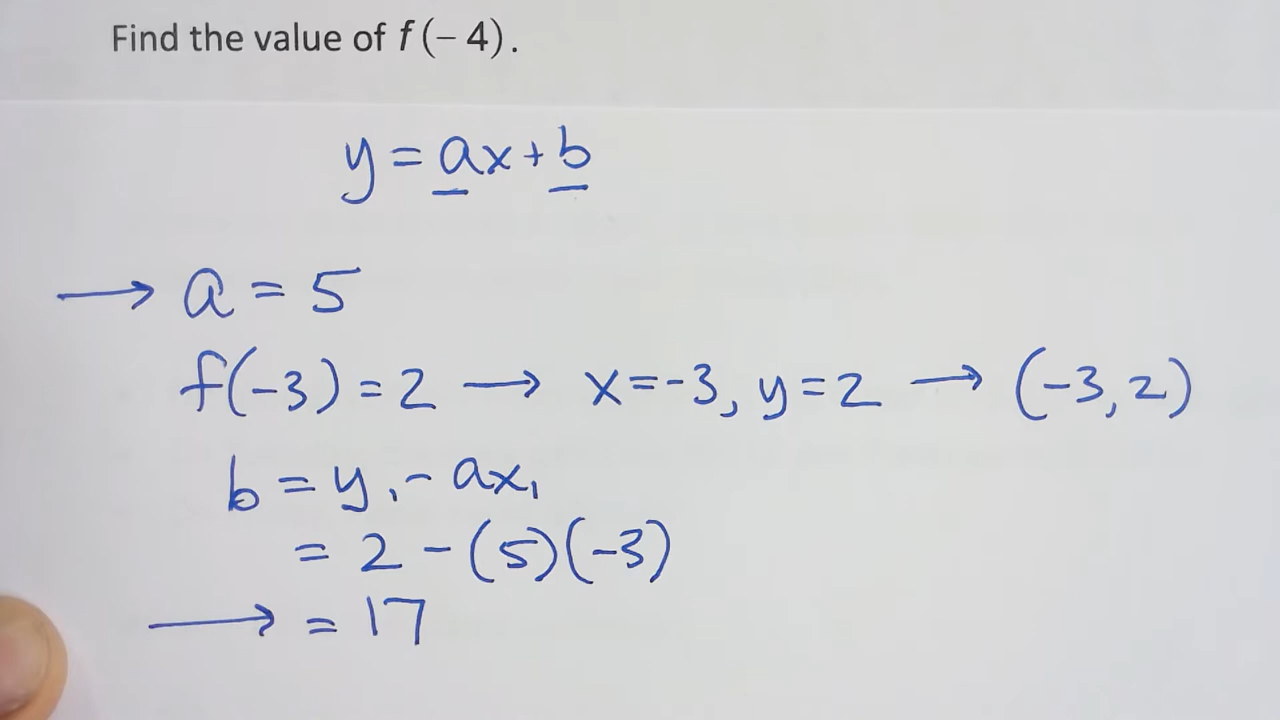 Find the value of f(– 4).
y = ax + b
→ a = 5
f(-3) = 2 → x = -3, y = 2 → (-3, 2)
b = y₁ - ax₁
= 2 - (5)(-3)
→ = 17